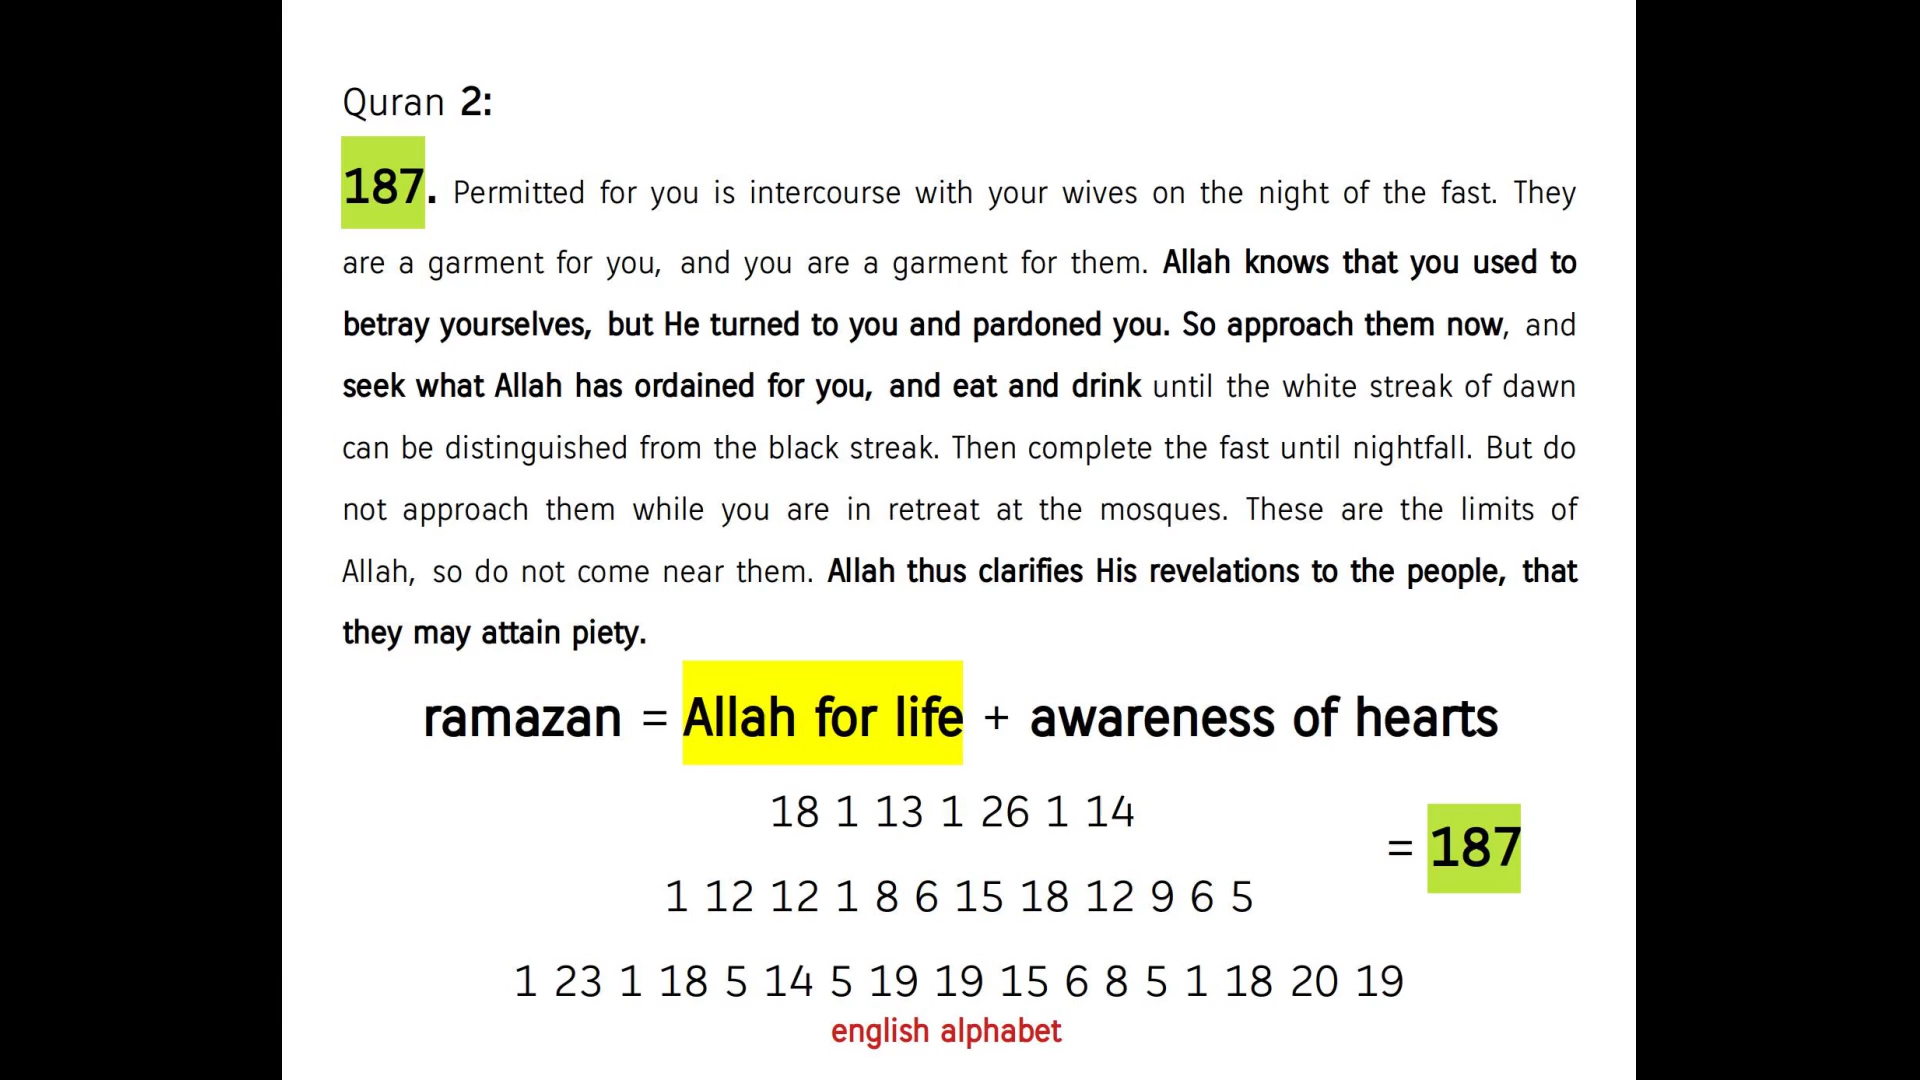 Quran 2:
187. Permitted for you is intercourse with your wives on the night of the fast. They
are a garment for you, and you are a garment for them. Allah knows that you used to
betray yourselves, but He turned to you and pardoned you. So approach them now, and
seek what Allah has ordained for you, and eat and drink until the white streak of dawn
can be distinguished from the black streak. Then complete the fast until nightfall. But do
not approach them while you are in retreat at the mosques. These are the limits of
Allah, so do not come near them. Allah thus clarifies His revelations to the people, that
they may attain piety.
ramazan = Allah for life + awareness of hearts
18 1 13 1 26 1 14
= 187
1 12 12 1 8 6 15 18 12 9 6 5
1 23 1 18 5 14 5 19 19 15 6 8 5 1 18 20 19
english alphabet